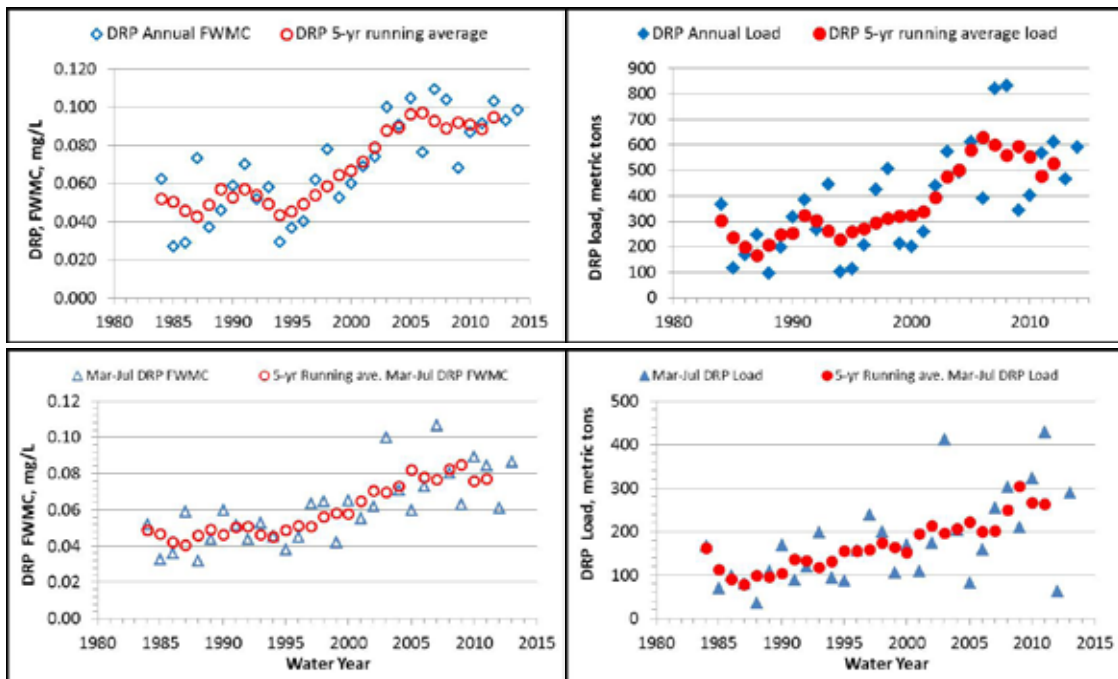 DRP Annual FWMC
DRP 5-yr running average
DRP, FWMC, mg/L
0.120
0.100
0.080
0.060
0.040
0.020
0.000
1980 1985 1990 1995 2000 2005 2010 2015
DRP Annual Load
DRP 5-yr running average load
DRP load, metric tons
900
800
700
600
500
400
300
200
100
0
1980 1990 2000 2010
Mar-Jul DRP FWMC
5-yr Running ave. Mar-Jul DRP FWMC
DRP FWMC, mg/L
0.12
0.10
0.08
0.06
0.04
0.02
0.00
1980 1985 1990 1995 2000 2005 2010 2015
Water Year
Mar-Jul DRP Load
5-yr Running ave. Mar-Jul DRP Load
DRP Load, metric tons
500
400
300
200
100
0
1980 1985 1990 1995 2000 2005 2010 2015
Water Year